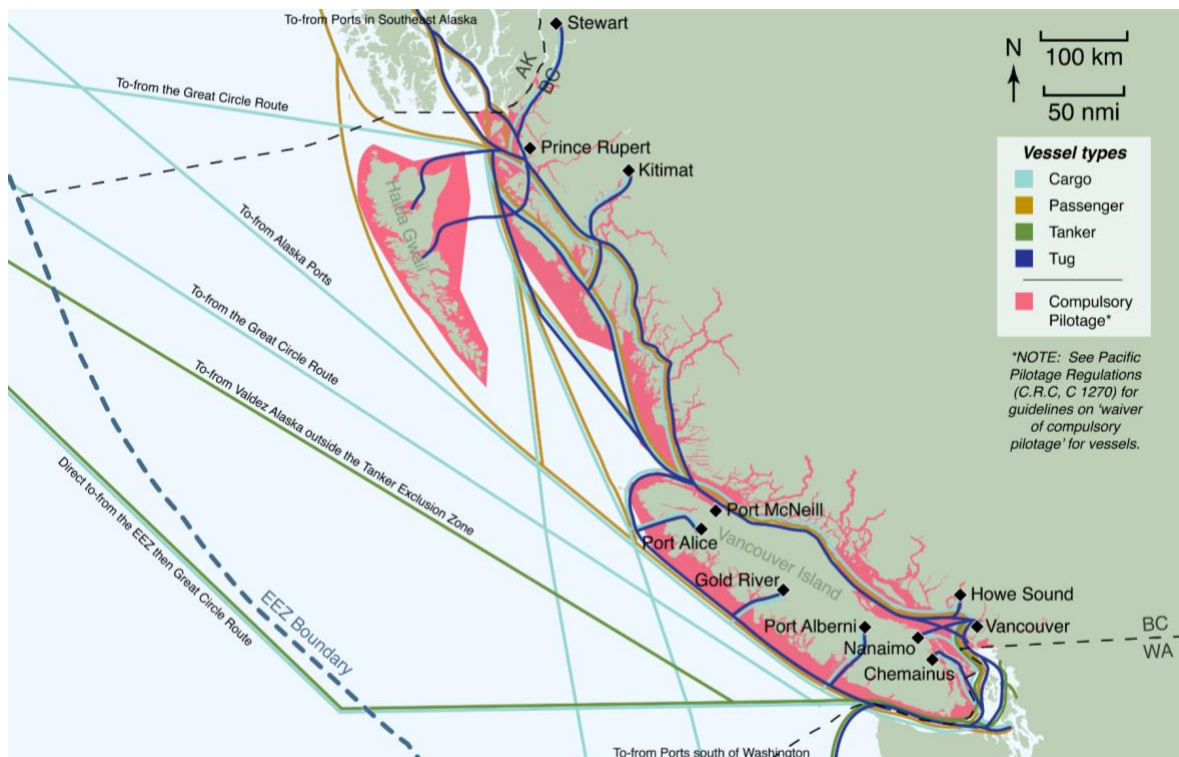 To-from Ports in Southeast Alaska
Stewart
N
100 km
50 nmi
AK
BC
To-from the Great Circle Route
Prince Rupert
Kitimat
Vessel types
Cargo
Passenger
Tanker
Tug
Compulsory
Pilotage*
*NOTE: See Pacific
Pilotage Regulations
(C.R.C, C 1270) for
guidelines on 'waiver
of compulsory
pilotage' for vessels.
Haida Gwaii
To-from Alaska Ports
To-from the Great Circle Route
To-from Valdez Alaska outside the Tanker Exclusion Zone
Direct to-from the EEZ then Great Circle Route
EEZ Boundary
Port McNeill
Port Alice
Vancouver Island
Gold River
Howe Sound
Port Alberni
Vancouver
Nanaimo
Chemainus
BC
WA
To-from Ports south of Washington